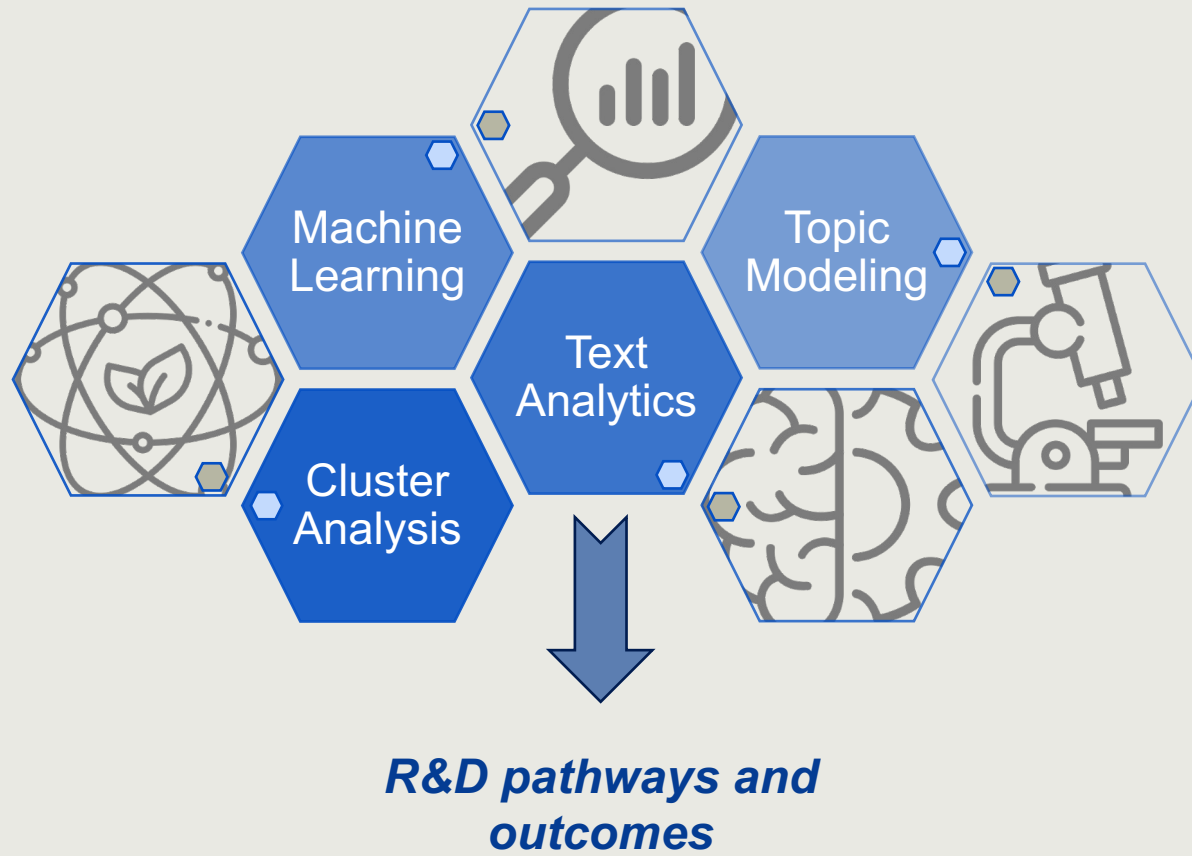 Machine
Learning
Topic
Modeling
Text
Analytics
Cluster
Analysis
R&D pathways and
outcomes